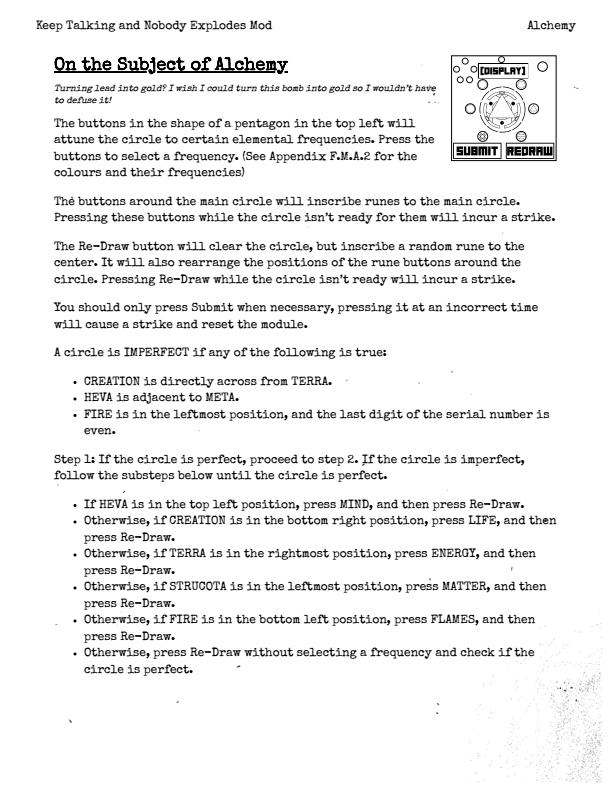 Keep Talking and Nobody Explodes Mod
Alchemy
On the Subject of Alchemy
Turning lead into gold? I wish I could turn this bomb into gold so I wouldn't have
to defuse it!
[DISPLAY]
SUBMIT
REDRAW
The buttons in the shape of a pentagon in the top left will
attune the circle to certain elemental frequencies. Press the
buttons to select a frequency. (See Appendix F.M.A.2 for the
colours and their frequencies)
The buttons around the main circle will inscribe runes to the main circle.
Pressing these buttons while the circle isn't ready for them will incur a strike.
The Re-Draw button will clear the circle, but inscribe a random rune to the
center. It will also rearrange the positions of the rune buttons around the
circle. Pressing Re-Draw while the circle isn't ready will incur a strike.
You should only press Submit when necessary, pressing it at an incorrect time
will cause a strike and reset the module.
A circle is IMPERFECT if any of the following is true:
• CREATION is directly across from TERRA.
• HEVA is adjacent to META.
• FIRE is in the leftmost position, and the last digit of the serial number is
even.
Step 1: If the circle is perfect, proceed to step 2. If the circle is imperfect,
follow the substeps below until the circle is perfect.
• If HEVA is in the top left position, press MIND, and then press Re-Draw.
• Otherwise, if CREATION is in the bottom right position, press LIFE, and then
press Re-Draw.
• Otherwise, if TERRA is in the rightmost position, press ENERGY, and then
press Re-Draw.
• Otherwise, if STRUCOTA is in the leftmost position, press MATTER, and then
press Re-Draw.
• Otherwise, if FIRE is in the bottom left position, press FLAMES, and then
press Re-Draw.
• Otherwise, press Re-Draw without selecting a frequency and check if the
circle is perfect.